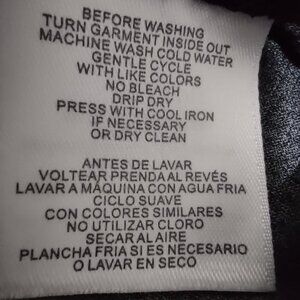 BEFORE WASHING
TURN GARMENT INSIDE OUT
MACHINE WASH COLD WATER
GENTLE CYCLE
WITH LIKE COLORS
NO BLEACH
DRIP DRY
PRESS WITH COOL IRON
IF NECESSARY
OR DRY CLEAN
ANTES DE LAVAR
VOLTEAR PRENDA AL REVÉS
LAVAR A MÁQUINA CON AGUA FRIA
CICLO SUAVE
CON COLORES SIMILARES
NO UTILIZAR CLORO
SECAR AL AIRE
PLANCHA FRIA SI ES NECESARIO
O LAVAR EN SECO